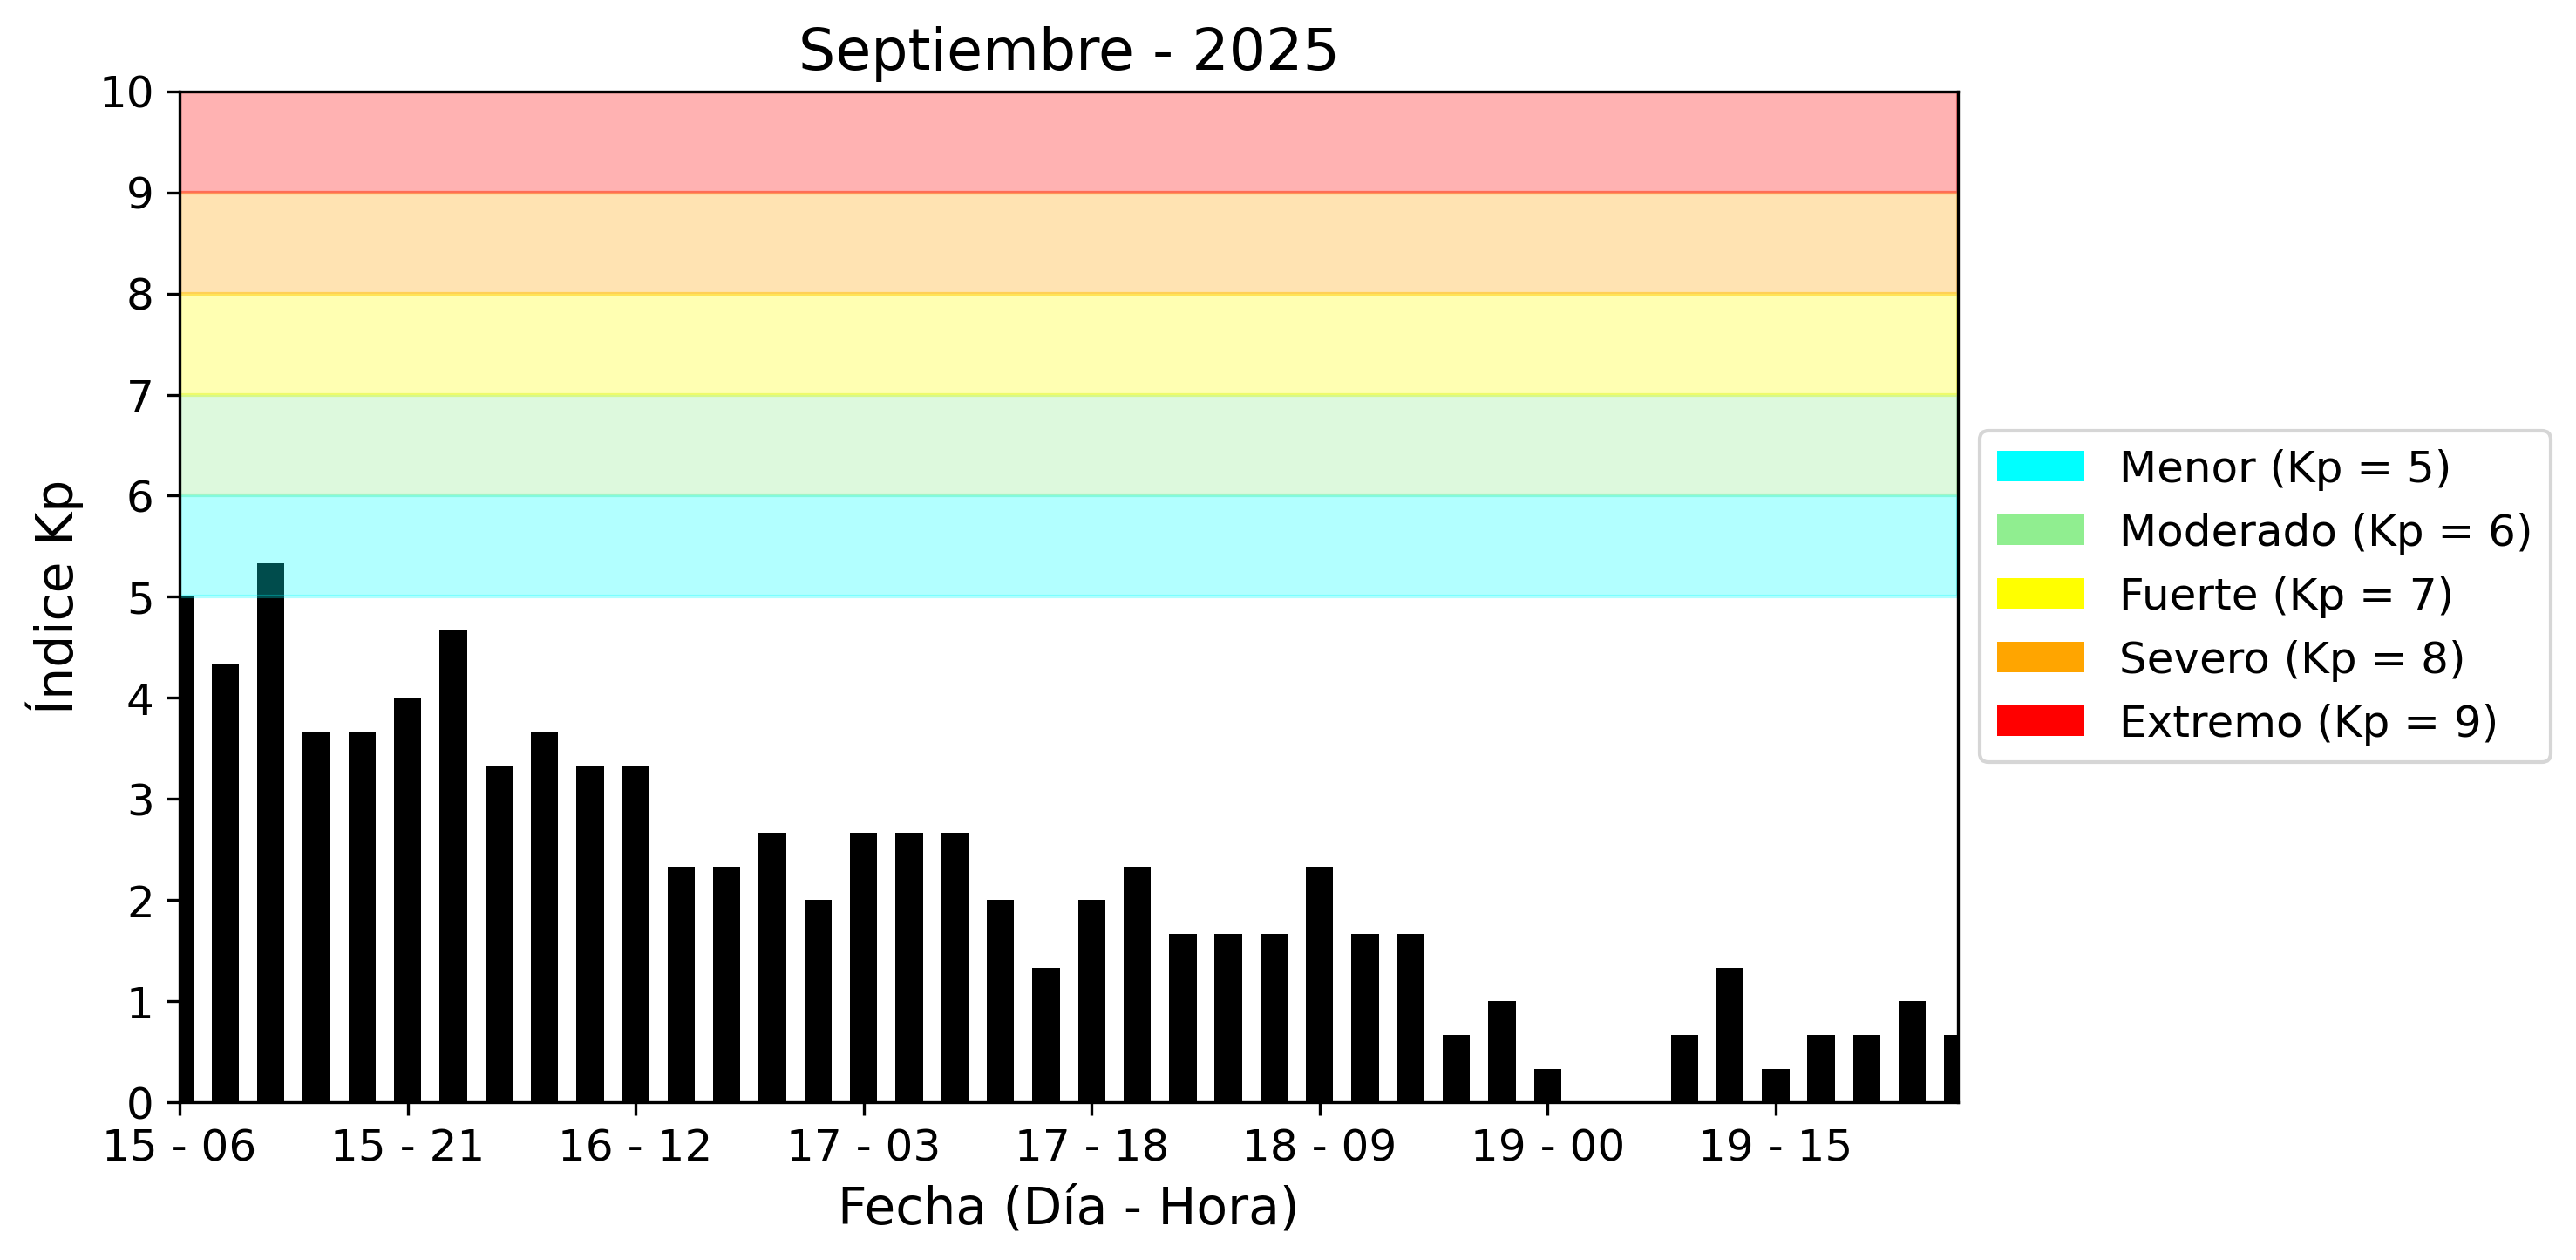 Septiembre - 2025
10
9
8
7
6
5
4
3
2
1
0
Índice Kp
15 - 06
15 - 21
16 - 12
17 - 03
17 - 18
18 - 09
19 - 00
19 - 15
Fecha (Día - Hora)
Menor (Kp = 5)
Moderado (Kp = 6)
Fuerte (Kp = 7)
Severo (Kp = 8)
Extremo (Kp = 9)